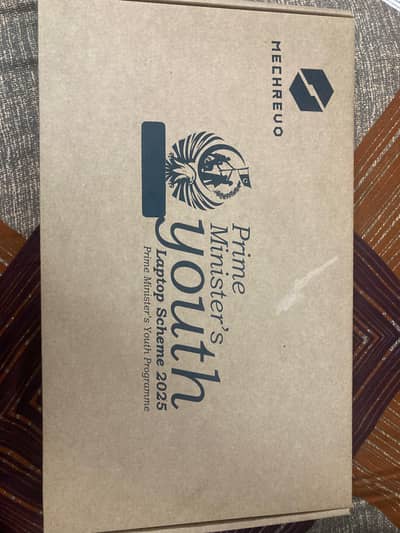 MECHREVO
Prime
Minister's
youth
Laptop Scheme 2025
Prime Minister's Youth Programme